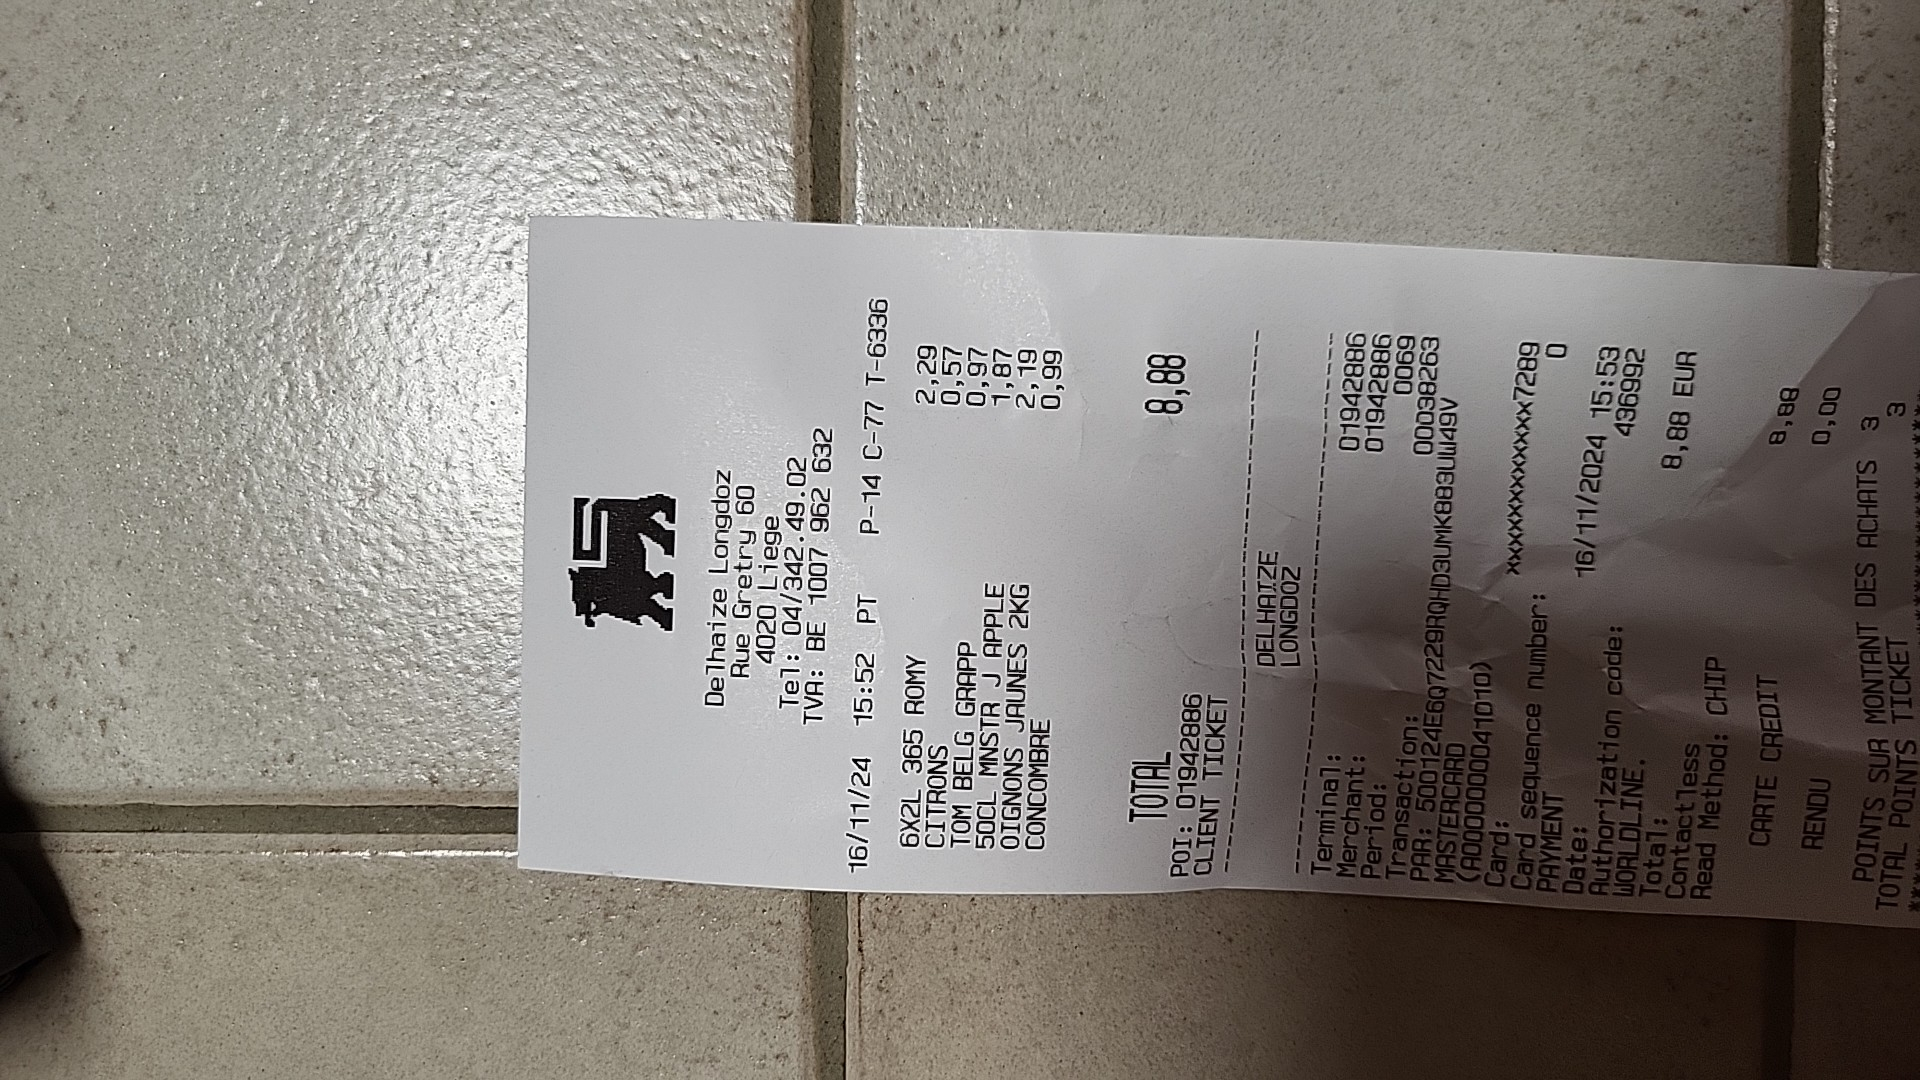 Delhaize Longdoz
Rue Gretry 60
4020 Liege
Tel: 04/342.49.02
TVA: BE 1007 962 632
16/11/24 15:52 PT P-14 C-77 T-6336
6X2L 365 ROMY 2,29
CITRONS 0,57
TOM BELG GRAPP 0,97
50CL MNSTR J APPLE 1,87
OIGNONS JAUNES 2KG 2,19
CONCOMBRE 0,99
TOTAL 8,88
POI: 01942886
CLIENT TICKET
--------------------------------
DELHAIZE
LONGDOZ
--------------------------------
Terminal: 01942886
Merchant: 01942886
Period: 0069
Transaction: 00038263
PAR: 500124E6Q7229RQHD3UMK883UW49V
MASTERCARD
(A0000000041010)
Card: xxxxxxxxxxxx7289
Card sequence number: 0
PAYMENT
Date: 16/11/2024 15:53
Authorization code: 436992
WORLDLINE.
Total: 8,88 EUR
Contactless
Read Method: CHIP
CARTE CREDIT 8,88
RENDU 0,00
POINTS SUR MONTANT DES ACHATS 3
TOTAL POINTS TICKET 3